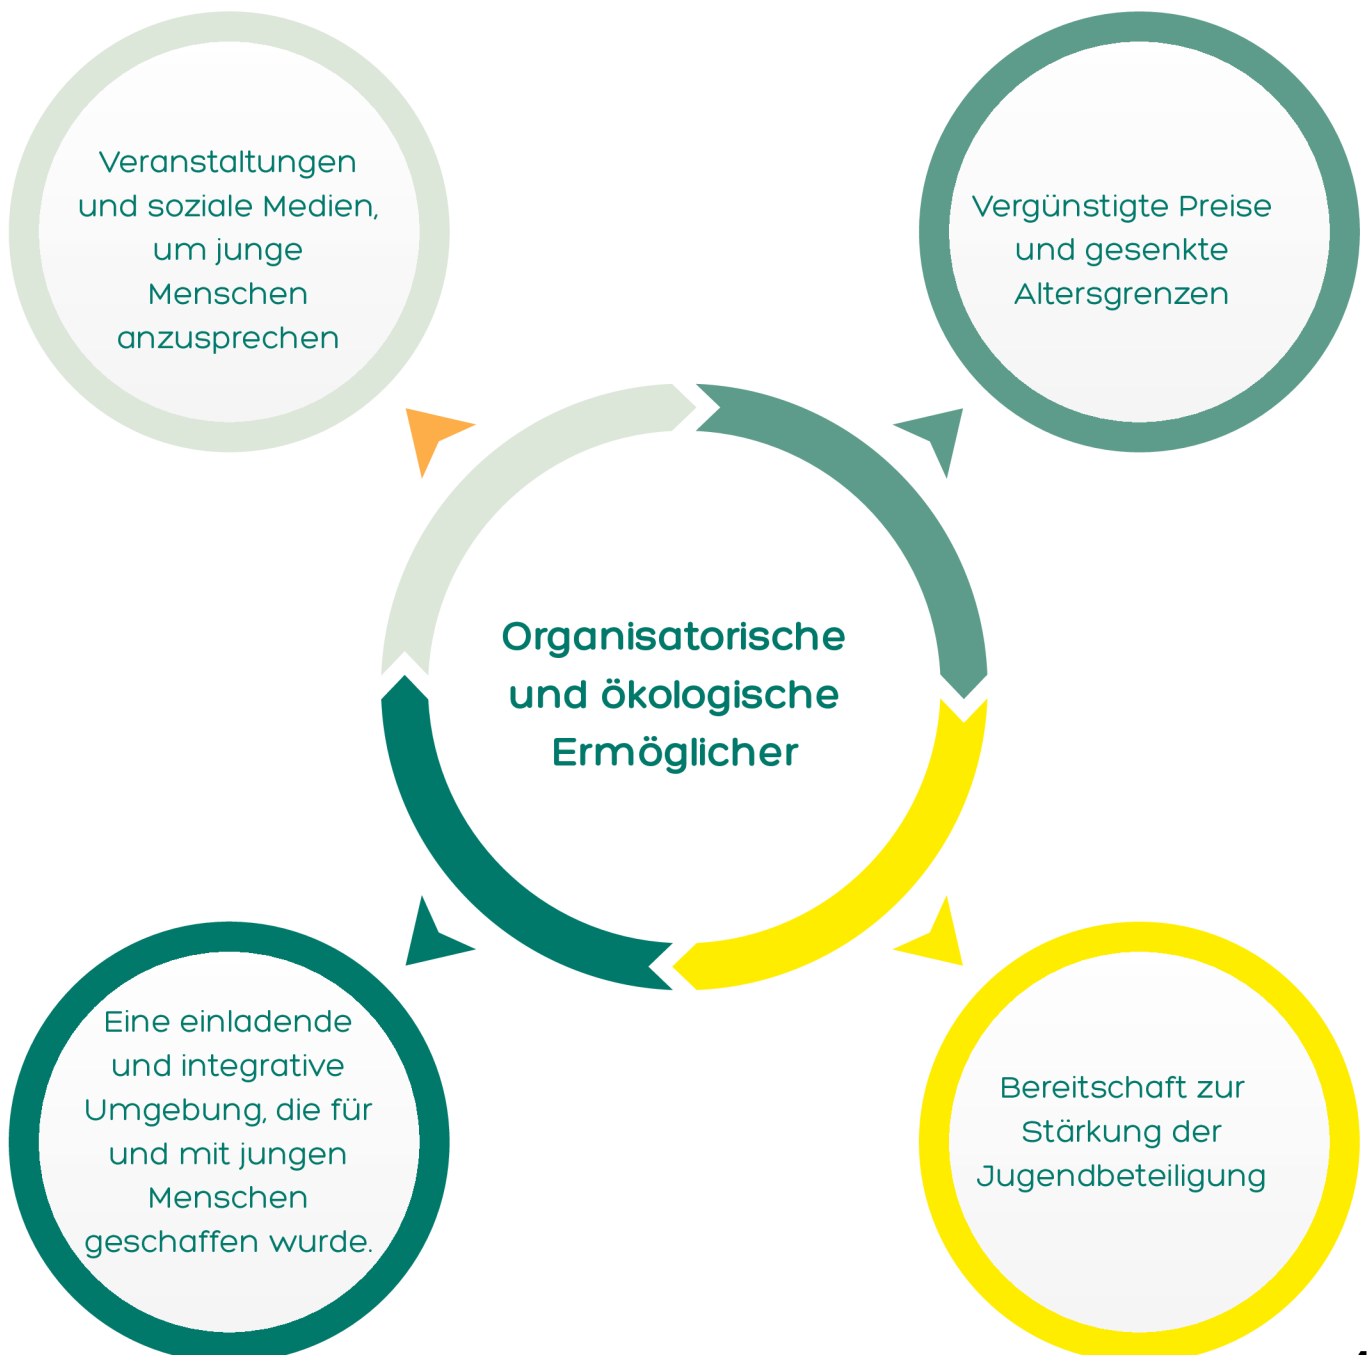 Veranstaltungen
und soziale Medien,
um junge
Menschen
anzusprechen
Vergünstigte Preise
und gesenkte
Altersgrenzen
Organisatorische
und ökologische
Ermöglicher
Eine einladende
und integrative
Umgebung, die für
und mit jungen
Menschen
geschaffen wurde.
Bereitschaft zur
Stärkung der
Jugendbeteiligung